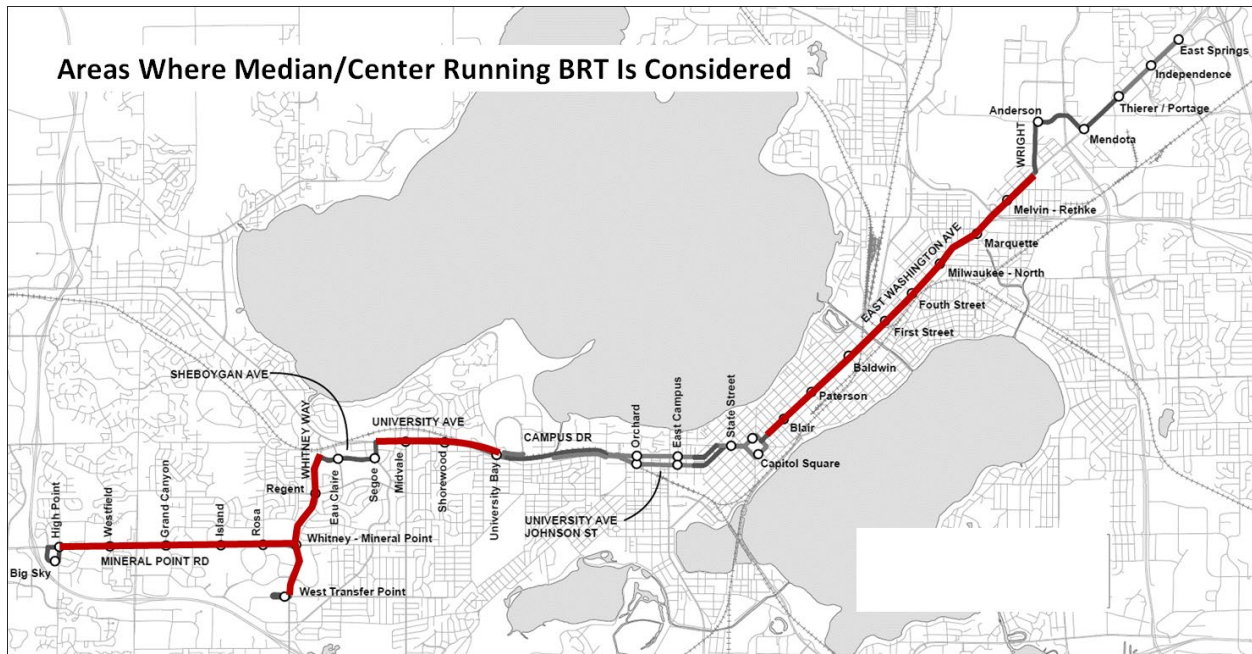 Areas Where Median/Center Running BRT Is Considered
East Springs
Independence
Thierer / Portage
Anderson
Mendota
WRIGHT
Melvin - Rethke
Marquette
EAST WASHINGTON AVE
Milwaukee - North
Fouth Street
First Street
Baldwin
Paterson
Blair
SHEBOYGAN AVE
WHITNEY WAY
UNIVERSITY AVE
CAMPUS DR
Orchard
East Campus
State Street
Capitol Square
Regent
Eau Claire
Segoe
Midvale
Shorewood
University Bay
UNIVERSITY AVE
JOHNSON ST
High Point
Westfield
Grand Canyon
Island
Rosa
Whitney - Mineral Point
MINERAL POINT RD
Big Sky
West Transfer Point